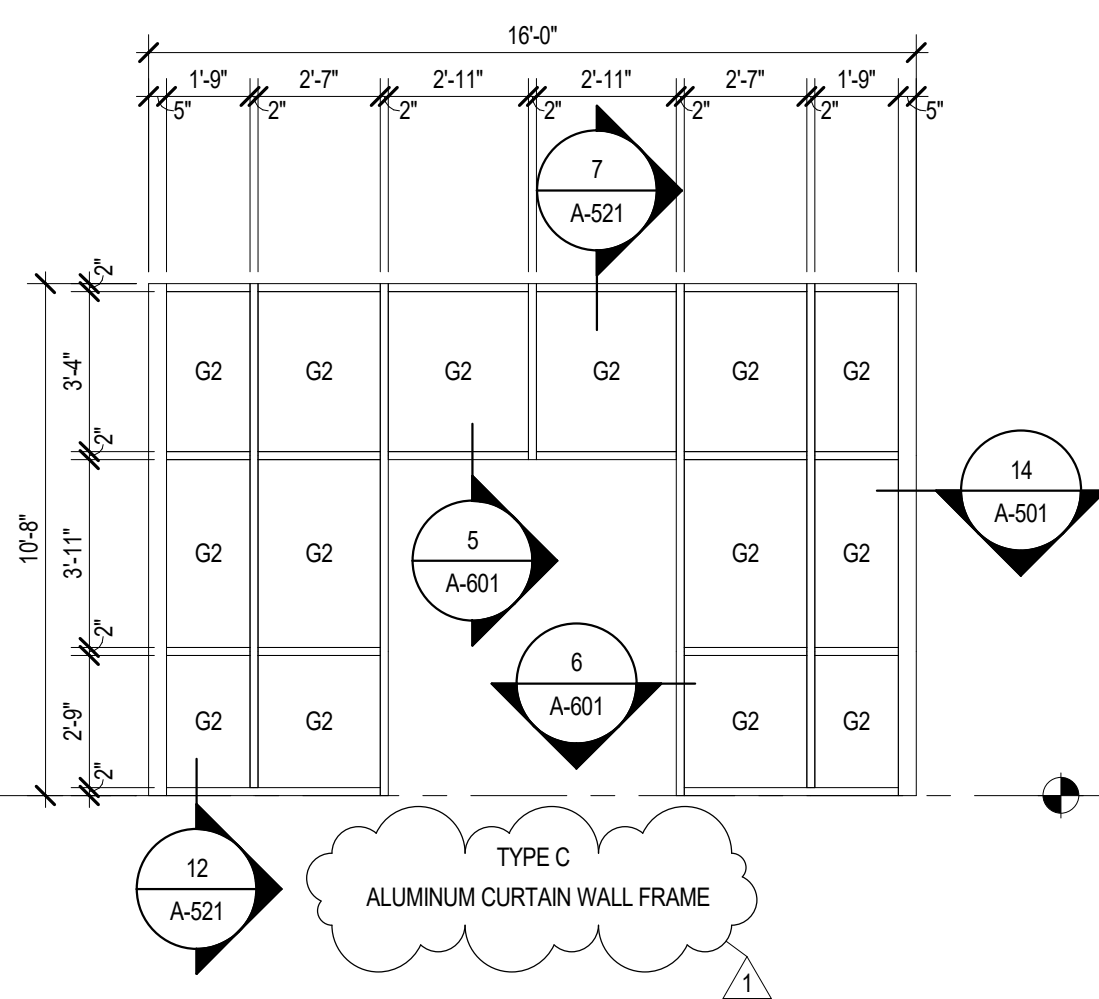 16'-0"
1'-9" 2'-7" 2'-11" 2'-11" 2'-7" 1'-9"
5" 2" 2" 2" 2" 2" 5"
7
A-521
2"
G2 G2 G2 G2 G2 G2
3'-4"
2"
14
A-501
10'-8"
3'-11"
G2 G2 G2 G2
5
A-601
2"
6
A-601
2'-9"
G2 G2 G2 G2
2"
12
A-521
TYPE C
ALUMINUM CURTAIN WALL FRAME
1